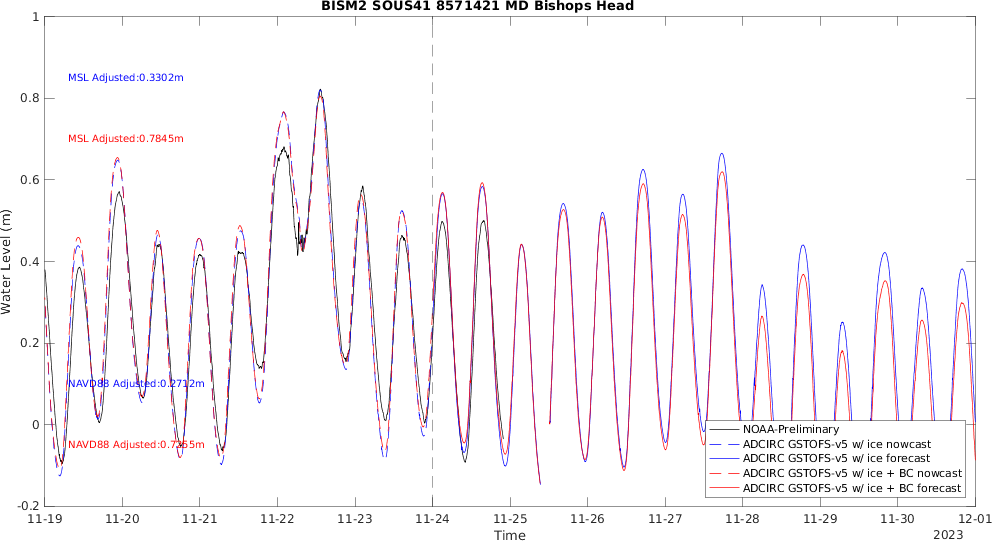 BISM2 SOUS41 8571421 MD Bishops Head
1
0.8
0.6
0.4
0.2
0
-0.2
Water Level (m)
MSL Adjusted:0.3302m
MSL Adjusted:0.7845m
NAVD88 Adjusted:0.2712m
NAVD88 Adjusted:0.7255m
NOAA-Preliminary
ADCIRC GSTOFS-v5 w/ ice nowcast
ADCIRC GSTOFS-v5 w/ ice forecast
ADCIRC GSTOFS-v5 w/ ice + BC nowcast
ADCIRC GSTOFS-v5 w/ ice + BC forecast
11-19 11-20 11-21 11-22 11-23 11-24 11-25 11-26 11-27 11-28 11-29 11-30 12-01
Time
2023